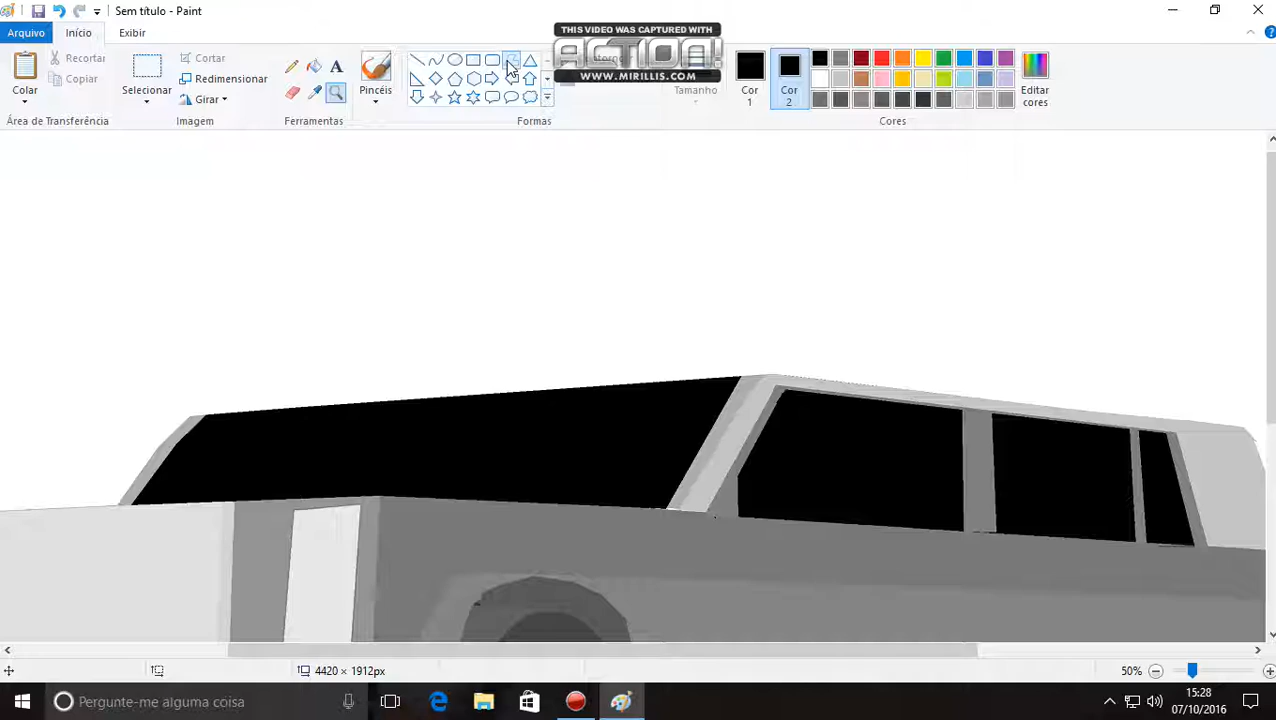 Sem título - Paint
THIS VIDEO WAS CAPTURED WITH
ACTION!
WWW.MIRILLIS.COM
Arquivo
Início
Exibir
Colar
Recortar
Copiar
Área de Transferência
Selecionar
Cortar
Redimensionar
Girar
Imagem
A
Ferramentas
Pincéis
Formas
Tamanho
Cor
1
Cor
2
Editar
cores
Cores
4420 × 1912px
50%
Pergunte-me alguma coisa
15:28
07/10/2016